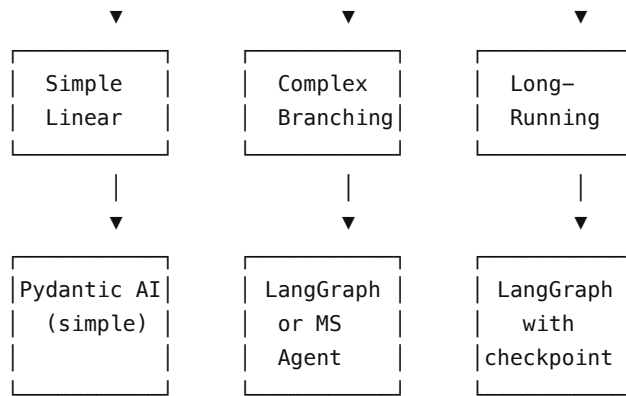 Simple
Linear
Complex
Branching
Long-
Running
Pydantic AI
(simple)
LangGraph
or MS
Agent
LangGraph
with
checkpoint